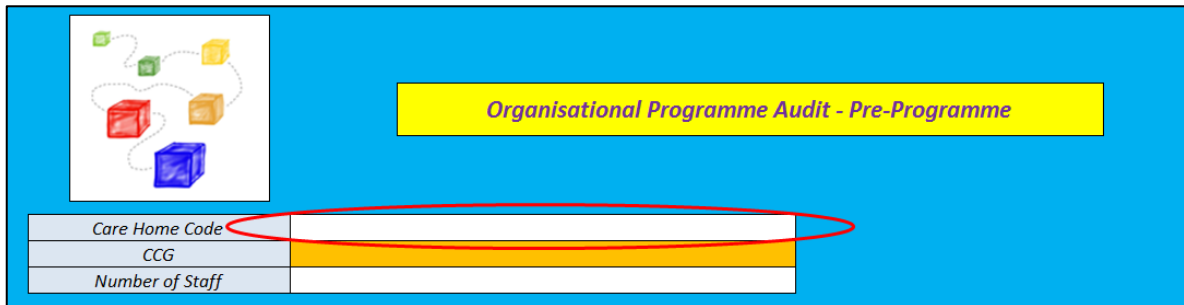 Organisational Programme Audit - Pre-Programme
Care Home Code
CCG
Number of Staff